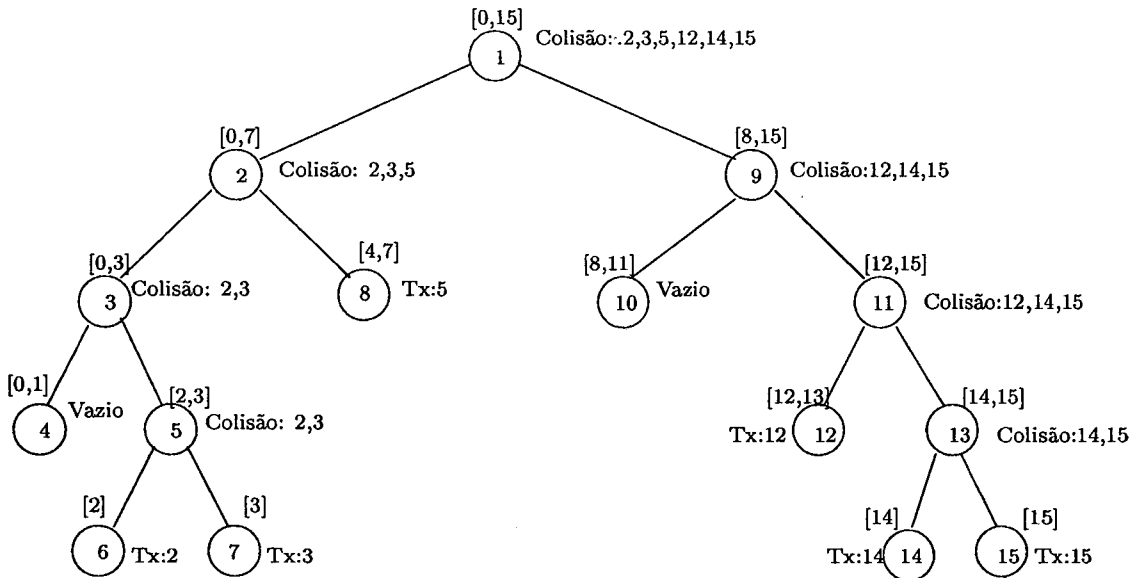 [0,15]
Colisão: .2,3,5,12,14,15
1
[0,7]
Colisão: 2,3,5
2
[8,15]
Colisão:12,14,15
9
[0,3]
Colisão: 2,3
3
[4,7]
Tx:5
8
[8,11]
Vazio
10
[12,15]
Colisão:12,14,15
11
[0,1]
Vazio
4
[2,3]
Colisão: 2,3
5
[12,13]
Tx:12
12
[14,15]
Colisão:14,15
13
[2]
6
Tx:2
[3]
7
Tx:3
[14]
Tx:14
14
[15]
15
Tx:15